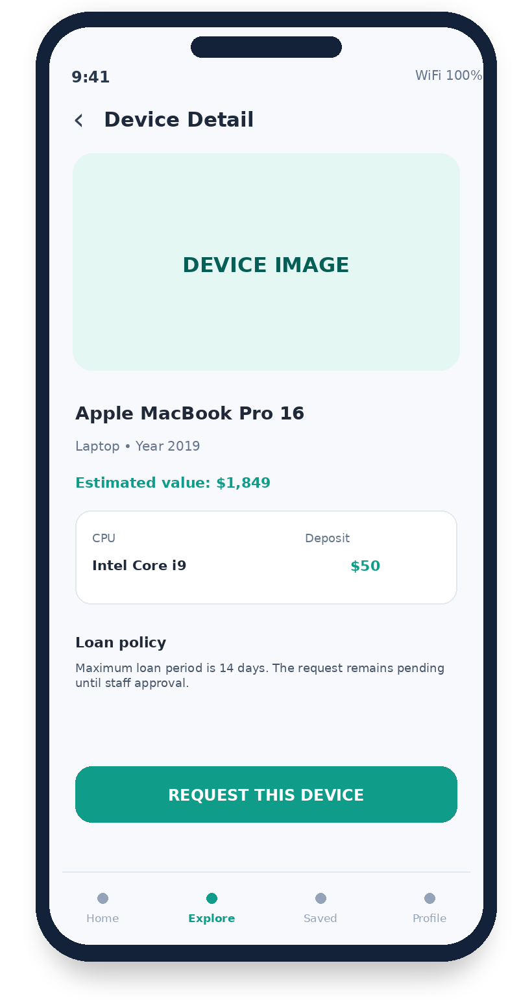 9:41
WiFi 100%
‹ Device Detail
DEVICE IMAGE
Apple MacBook Pro 16
Laptop • Year 2019
Estimated value: $1,849
CPU
Deposit
Intel Core i9
$50
Loan policy
Maximum loan period is 14 days. The request remains pending
until staff approval.
REQUEST THIS DEVICE
Home
Explore
Saved
Profile